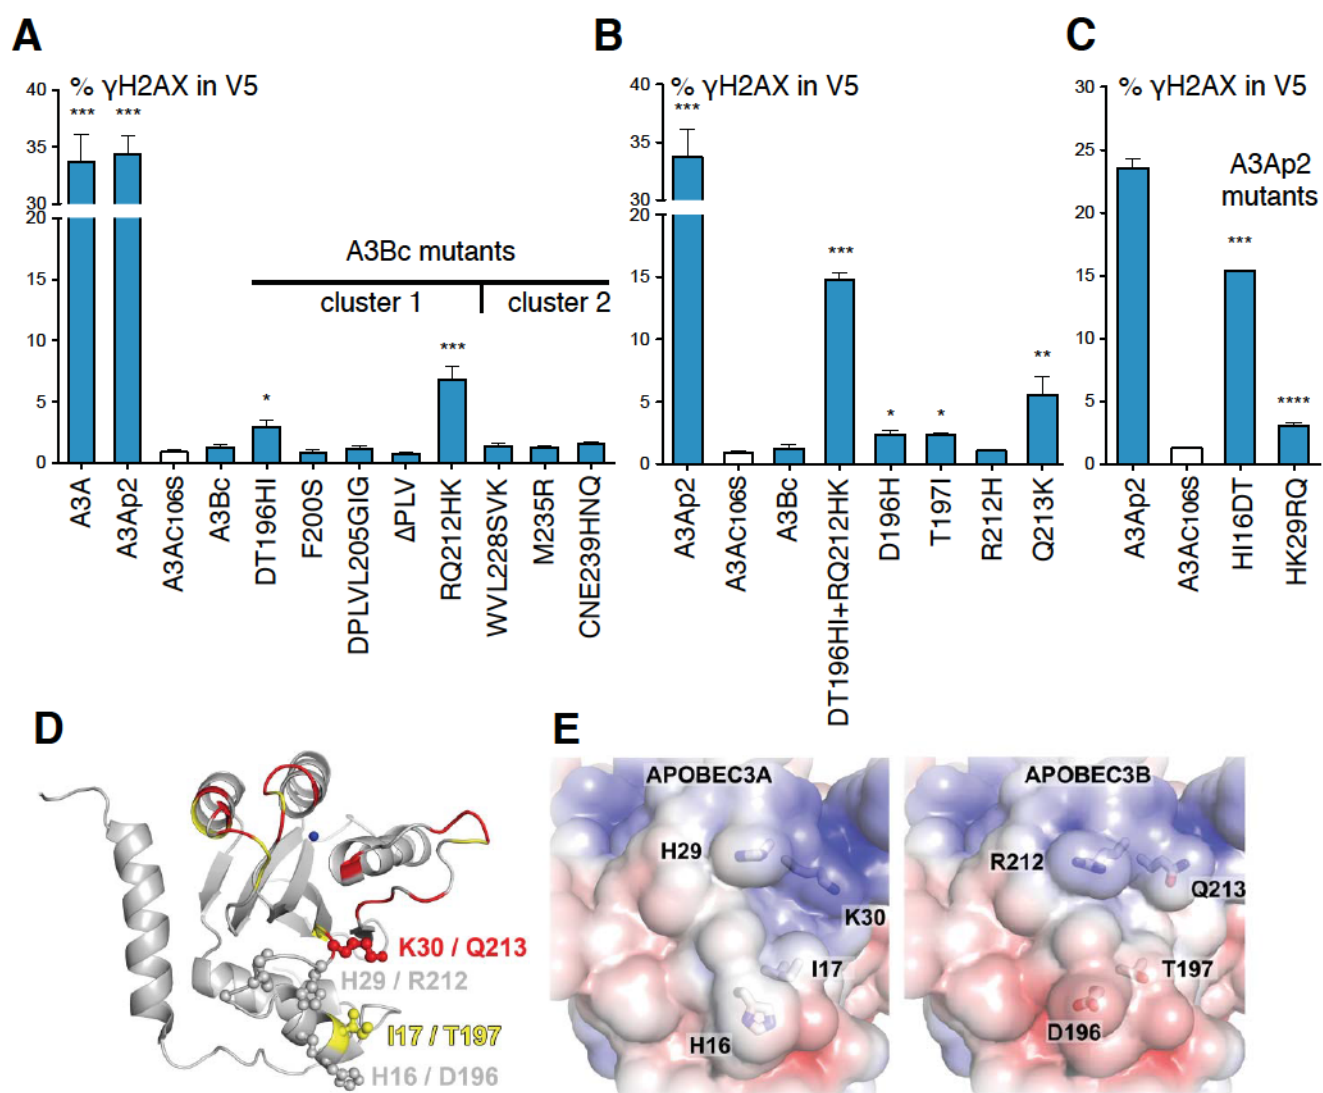 A
% γH2AX in V5
40
35
30
20
15
10
5
0
***
***
*
***
A3Bc mutants
cluster 1
cluster 2
A3A
A3Ap2
A3AC106S
A3Bc
DT196HI
F200S
DPLVL205GIG
ΔPLV
RQ212HK
WVL228SVK
M235R
CNE239HNQ
B
% γH2AX in V5
40
35
30
20
15
10
5
0
***
***
*
*
**
A3Ap2
A3AC106S
A3Bc
DT196HI+RQ212HK
D196H
T197I
R212H
Q213K
C
% γH2AX in V5
30
25
20
15
10
5
0
A3Ap2
mutants
***
****
A3Ap2
A3AC106S
HI16DT
HK29RQ
D
K30 / Q213
H29 / R212
I17 / T197
H16 / D196
E
APOBEC3A
H29
K30
I17
H16
APOBEC3B
R212
Q213
T197
D196